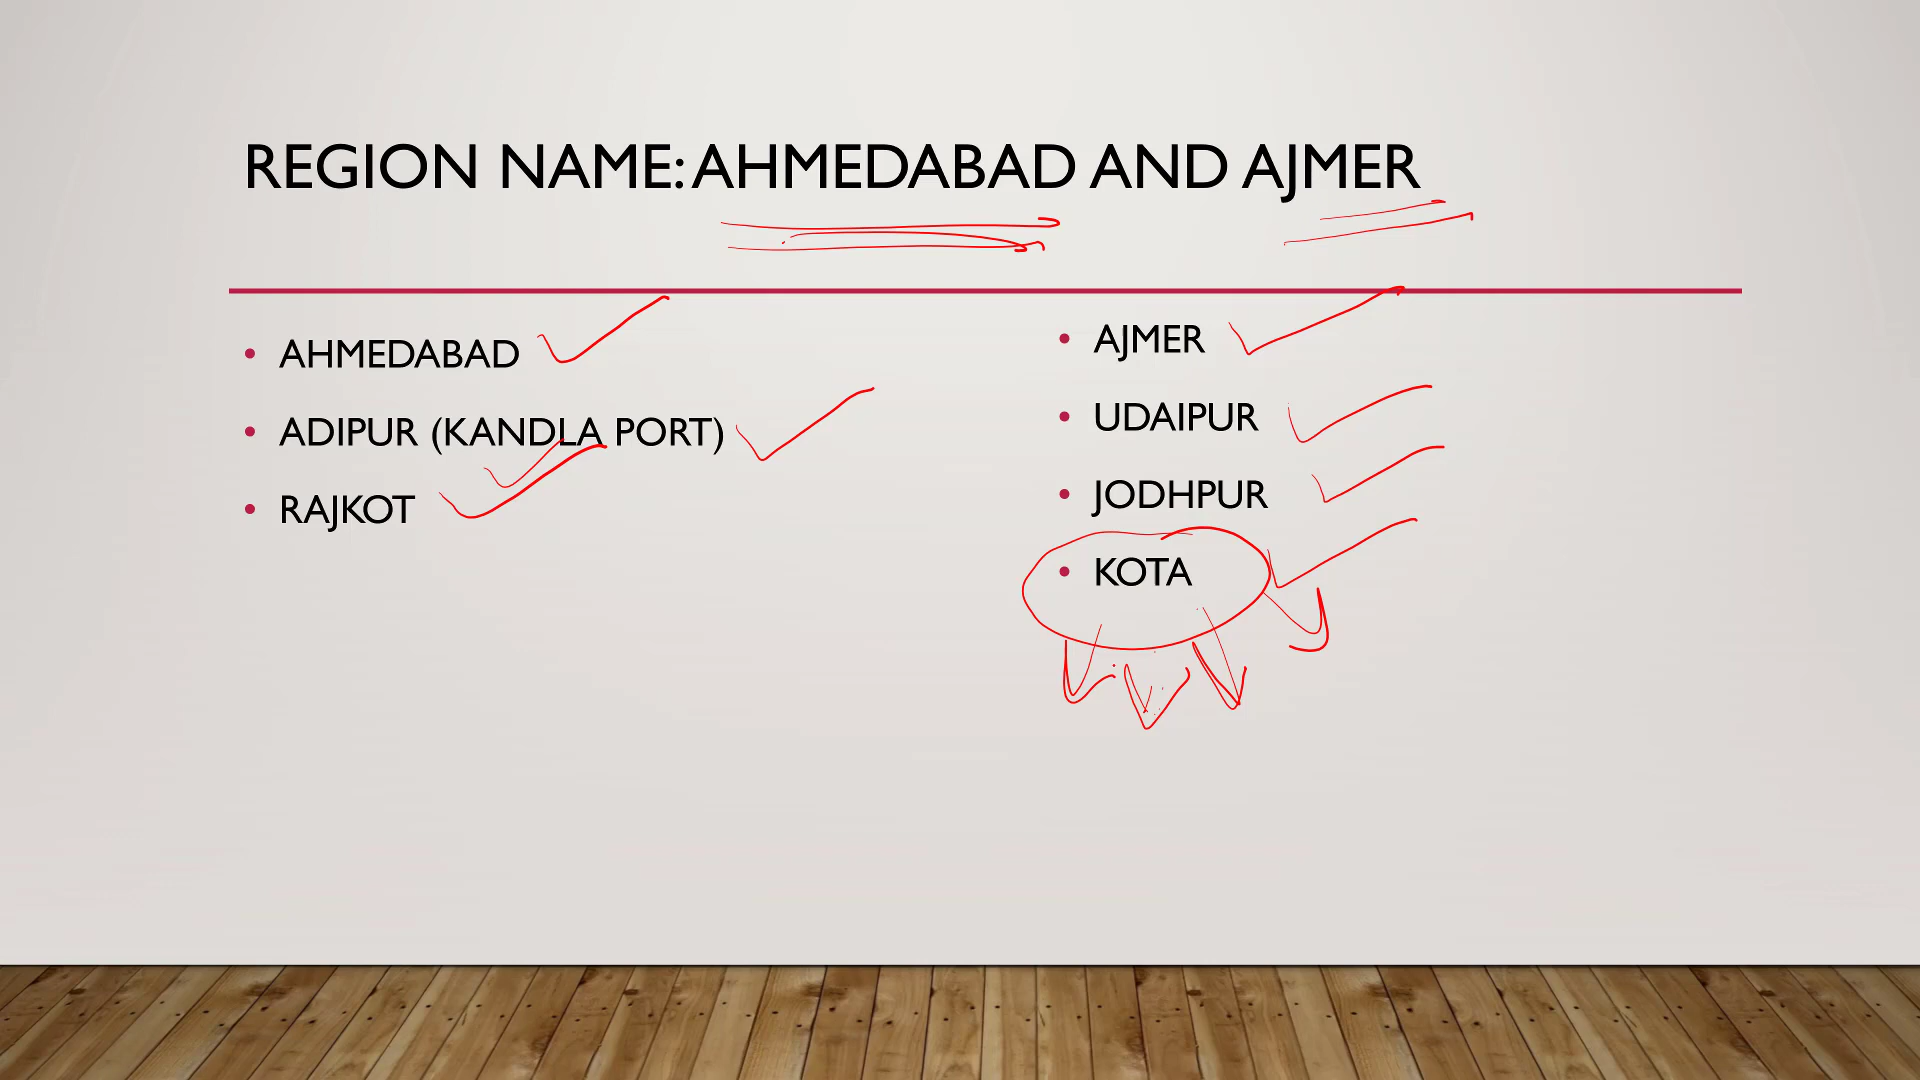 REGION NAME: AHMEDABAD AND AJMER
• AHMEDABAD
• ADIPUR (KANDLA PORT)
• RAJKOT
• AJMER
• UDAIPUR
• JODHPUR
• KOTA